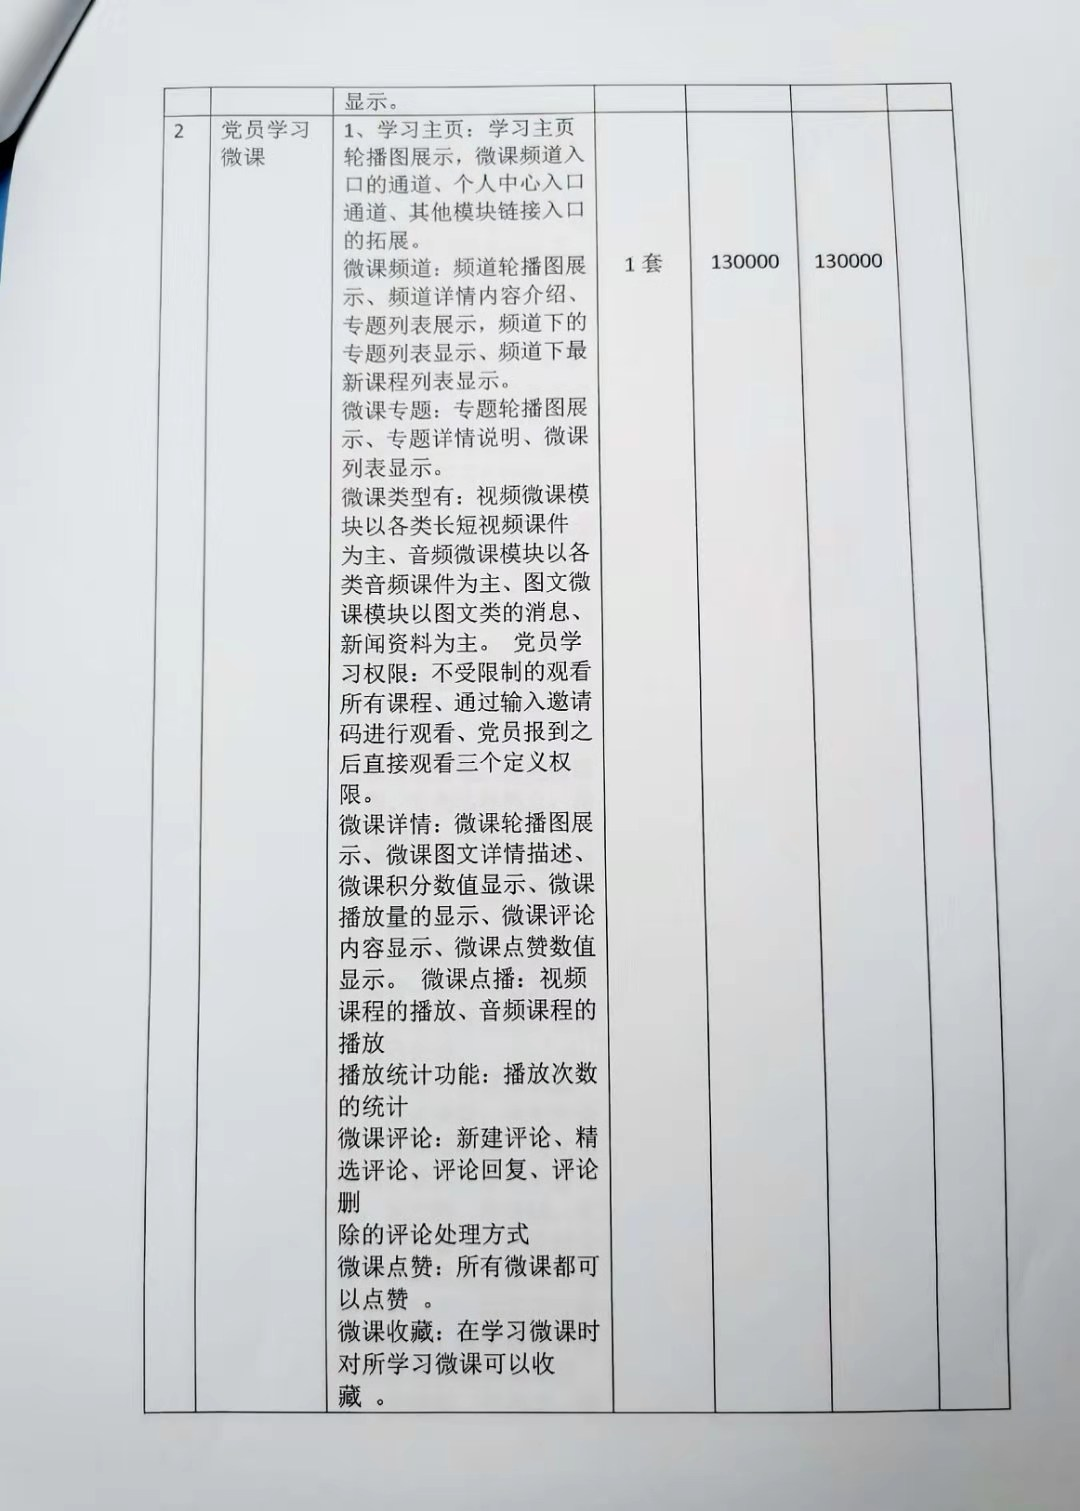 显示。
2 党员学习 1、学习主页：学习主页
微课 轮播图展示，微课频道入
口的通道、个人中心入口
通道、其他模块链接入口
的拓展。
微课频道：频道轮播图展 1 套 130000 130000
示、频道详情内容介绍、
专题列表展示，频道下的
专题列表显示、频道下最
新课程列表显示。
微课专题：专题轮播图展
示、专题详情说明、微课
列表显示。
微课类型有：视频微课模
块以各类长短视频课件
为主、音频微课模块以各
类音频课件为主、图文微
课模块以图文类的消息、
新闻资料为主。 党员学
习权限：不受限制的观看
所有课程、通过输入邀请
码进行观看、党员报到之
后直接观看三个定义权
限。
微课详情：微课轮播图展
示、微课图文详情描述、
微课积分数值显示、微课
播放量的显示、微课评论
内容显示、微课点赞数值
显示。 微课点播：视频
课程的播放、音频课程的
播放
播放统计功能：播放次数
的统计
微课评论：新建评论、精
选评论、评论回复、评论
删
除的评论处理方式
微课点赞：所有微课都可
以点赞 。
微课收藏：在学习微课时
对所学习微课可以收
藏 。